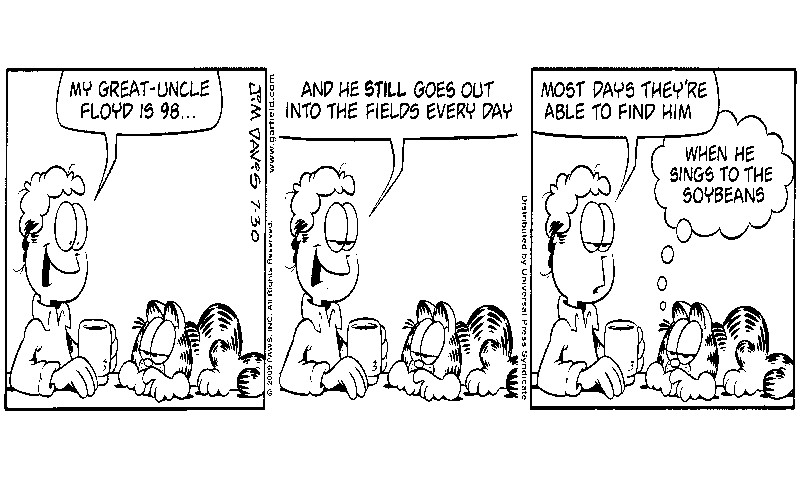 MY GREAT-UNCLE
FLOYD IS 98...
JIM DAVIS 7-30
www.garfield.com
© 2009 PAWS, INC. All Rights Reserved.
AND HE STILL GOES OUT
INTO THE FIELDS EVERY DAY
Distributed by Universal Press Syndicate
MOST DAYS THEY'RE
ABLE TO FIND HIM
WHEN HE
SINGS TO THE
SOYBEANS